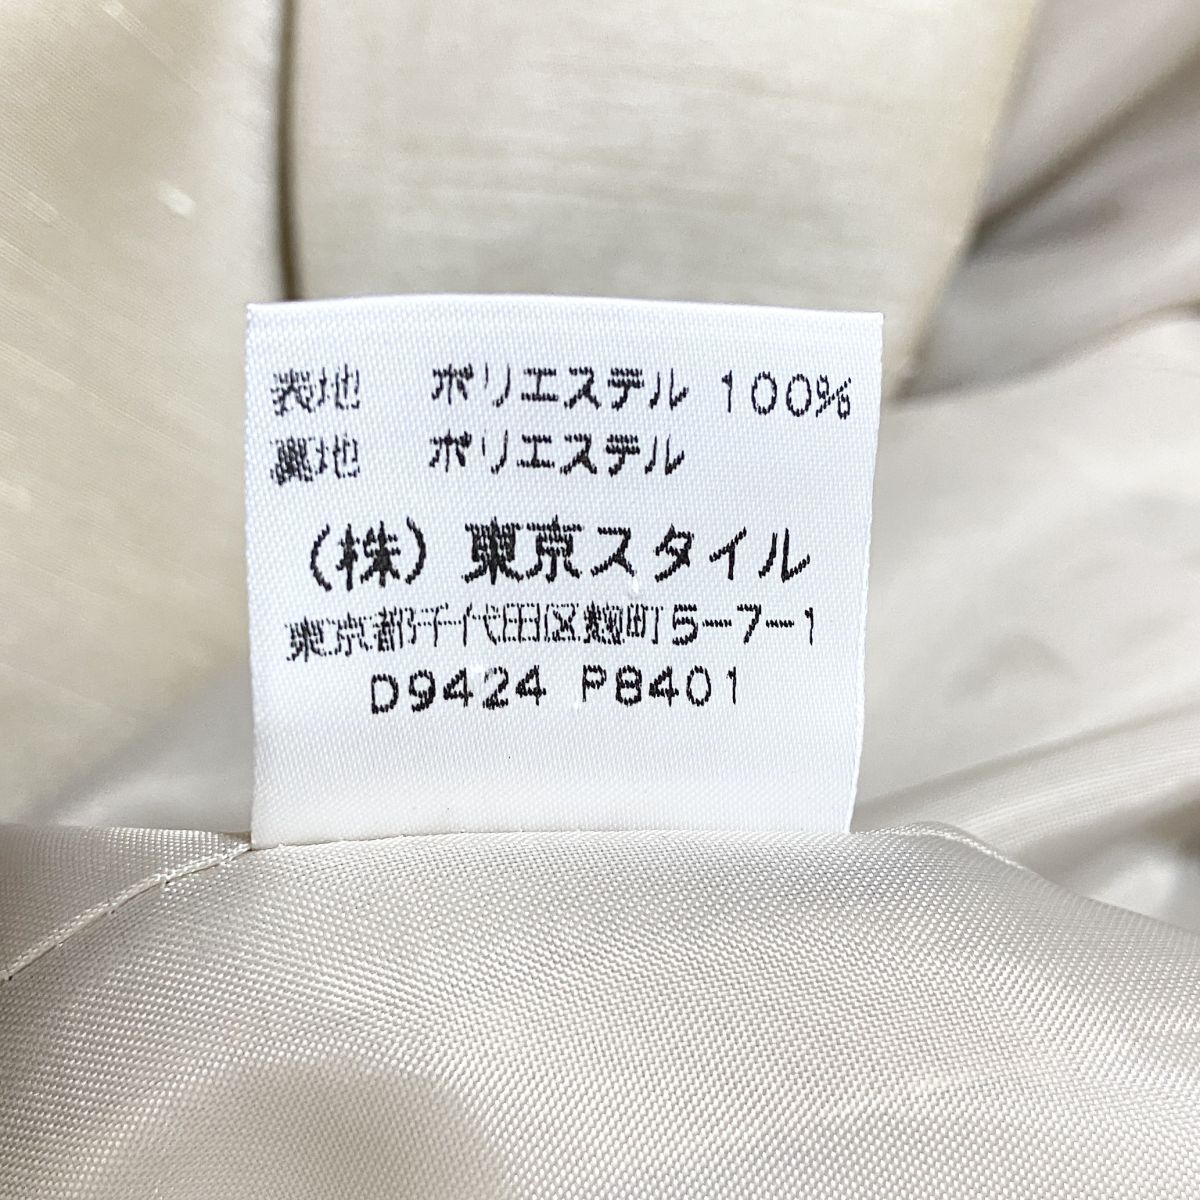 表地 ポリエステル 100%
裏地 ポリエステル
(株) 東京スタイル
東京都千代田区麹町5-7-1
D9424 P8401